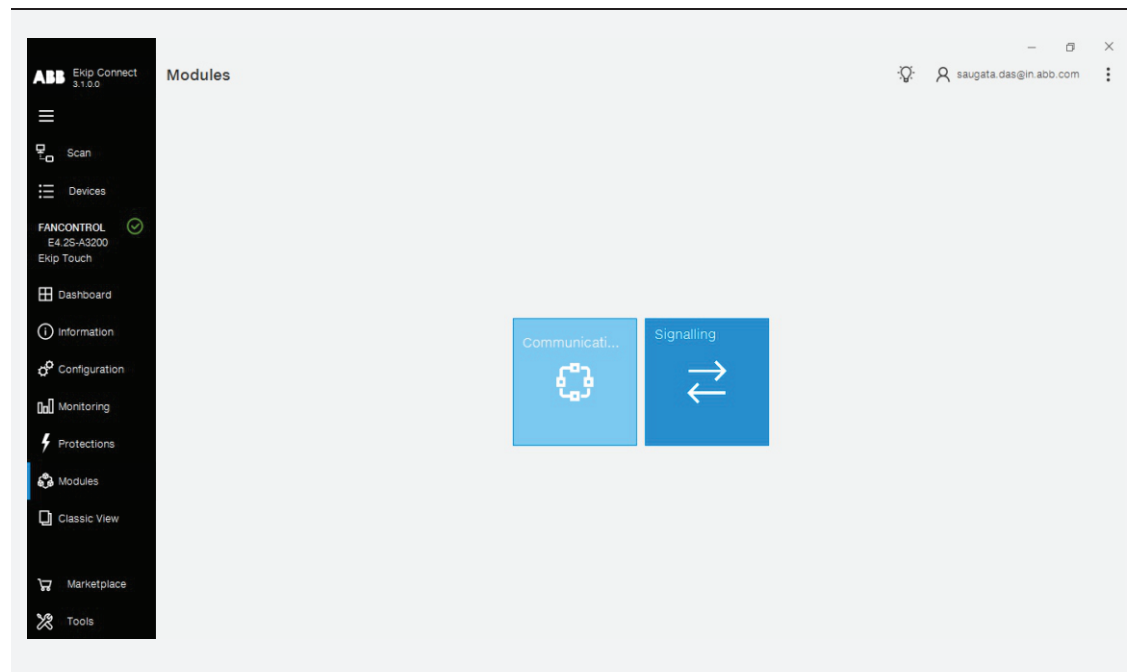 ABB Ekip Connect
3.1.0.0
Modules
saugata.das@in.abb.com
Scan
Devices
FANCONTROL
E4.2S-A3200
Ekip Touch
Dashboard
Information
Configuration
Monitoring
Protections
Modules
Classic View
Marketplace
Tools
Communicati...
Signalling